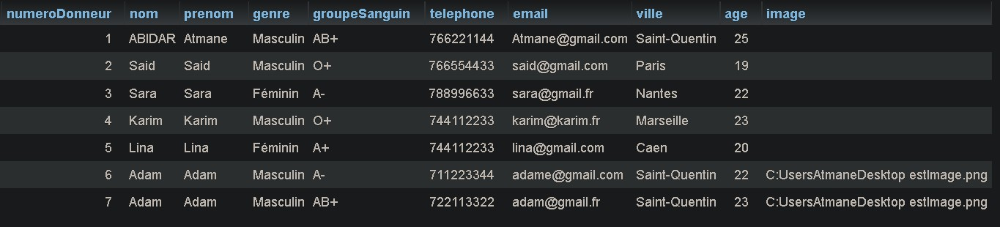 numeroDonneur nom prenom genre groupeSanguin telephone email ville age image
1 ABIDAR Atmane Masculin AB+ 766221144 Atmane@gmail.com Saint-Quentin 25
2 Said Said Masculin O+ 766554433 said@gmail.com Paris 19
3 Sara Sara Féminin A- 788996633 sara@gmail.fr Nantes 22
4 Karim Karim Masculin O+ 744112233 karim@karim.fr Marseille 23
5 Lina Lina Féminin A+ 744112233 lina@gmail.com Caen 20
6 Adam Adam Masculin A- 711223344 adame@gmail.com Saint-Quentin 22 C:UsersAtmaneDesktop estImage.png
7 Adam Adam Masculin AB+ 722113322 adam@gmail.fr Saint-Quentin 23 C:UsersAtmaneDesktop estImage.png